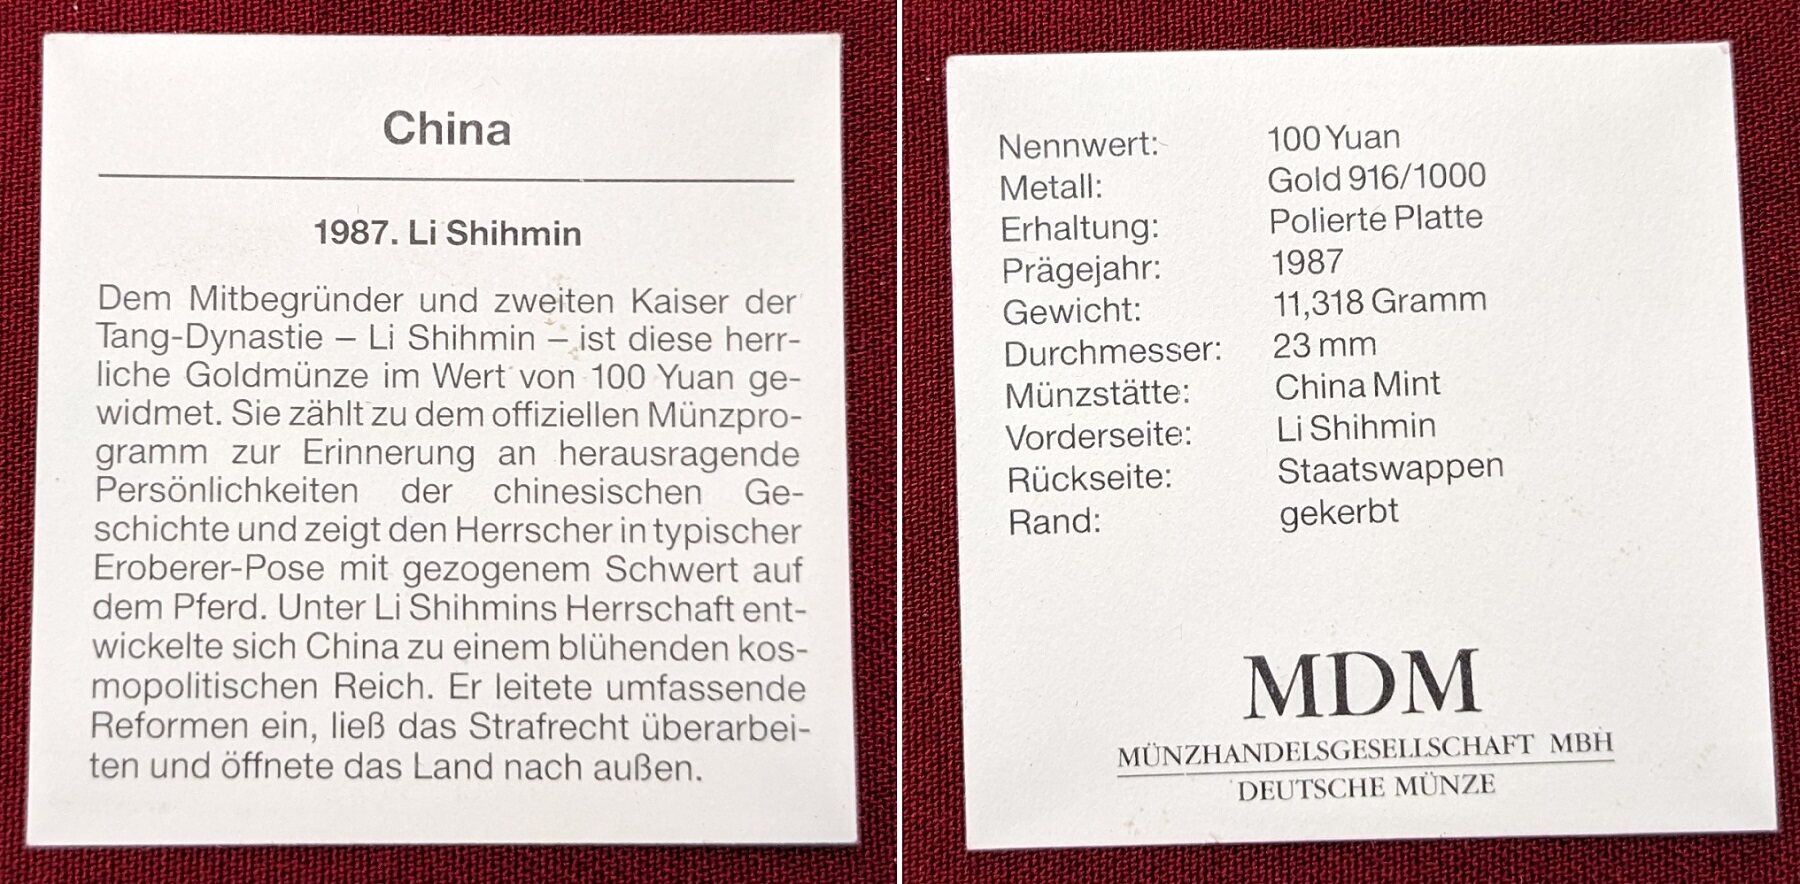 China
1987. Li Shihmin
Dem Mitbegründer und zweiten Kaiser der
Tang-Dynastie – Li Shihmin – ist diese herr-
liche Goldmünze im Wert von 100 Yuan ge-
widmet. Sie zählt zu dem offiziellen Münzpro-
gramm zur Erinnerung an herausragende
Persönlichkeiten der chinesischen Ge-
schichte und zeigt den Herrscher in typischer
Eroberer-Pose mit gezogenem Schwert auf
dem Pferd. Unter Li Shihmins Herrschaft ent-
wickelte sich China zu einem blühenden kos-
mopolitischen Reich. Er leitete umfassende
Reformen ein, ließ das Strafrecht überarbei-
ten und öffnete das Land nach außen.
Nennwert: 100 Yuan
Metall: Gold 916/1000
Erhaltung: Polierte Platte
Prägejahr: 1987
Gewicht: 11,318 Gramm
Durchmesser: 23 mm
Münzstätte: China Mint
Vorderseite: Li Shihmin
Rückseite: Staatswappen
Rand: gekerbt
MDM
MÜNZHANDELSGESELLSCHAFT MBH
DEUTSCHE MÜNZE